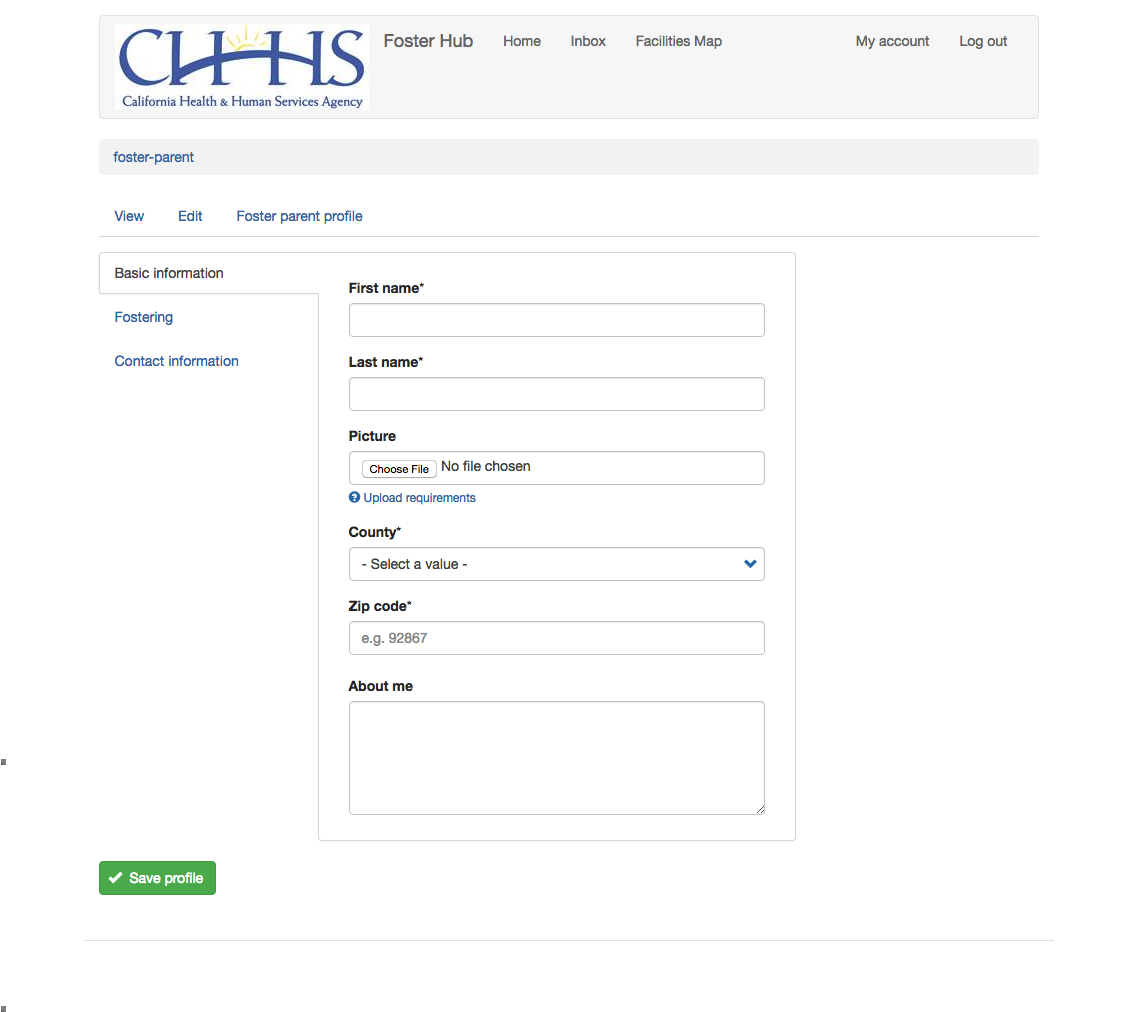 CHHS
California Health & Human Services Agency
Foster Hub Home Inbox Facilities Map My account Log out
foster-parent
View Edit Foster parent profile
Basic information
Fostering
Contact information
First name*
Last name*
Picture
Choose File No file chosen
? Upload requirements
County*
- Select a value -
Zip code*
e.g. 92867
About me
Save profile